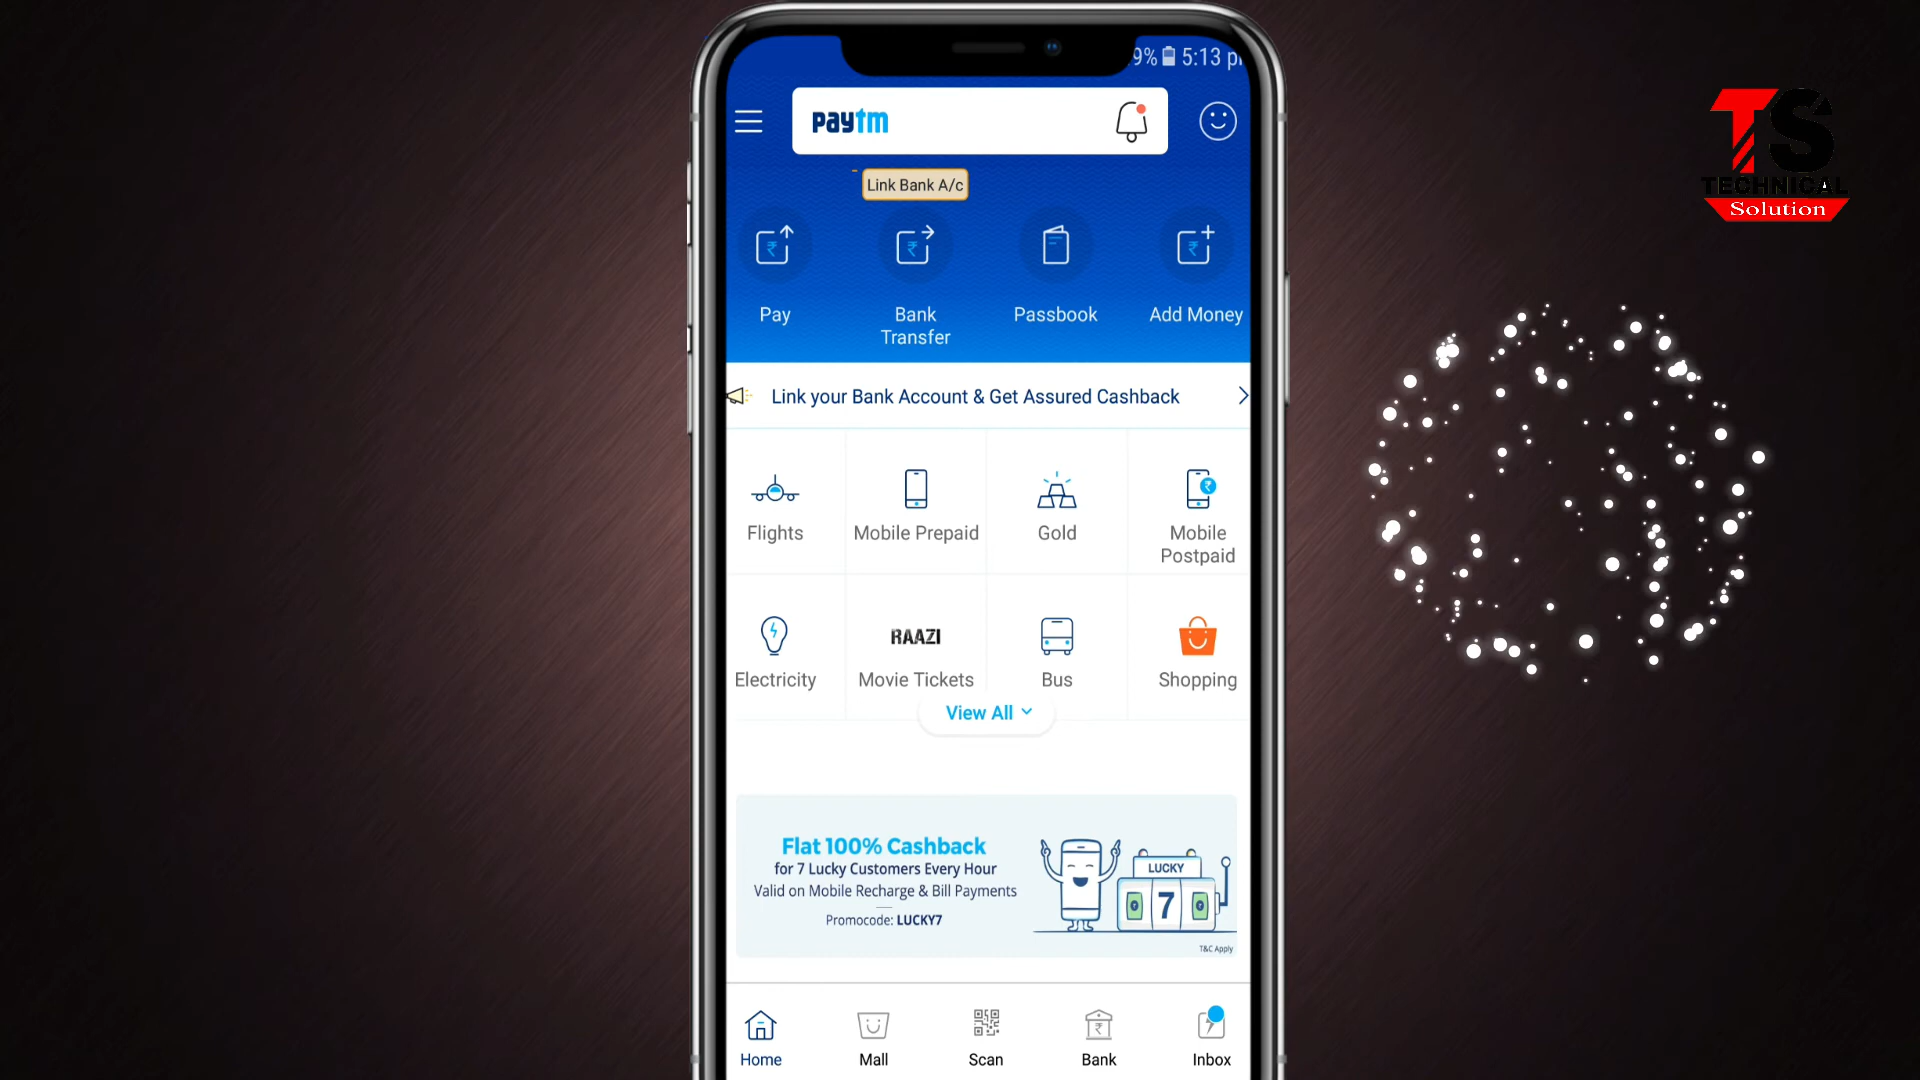 9% 5:13 p
paytm
TS
TECHNICAL
Solution
Link Bank A/c
Pay
Bank
Transfer
Passbook
Add Money
Link your Bank Account & Get Assured Cashback
Flights
Mobile Prepaid
Gold
Mobile
Postpaid
Electricity
RAAZI
Movie Tickets
Bus
Shopping
View All
Flat 100% Cashback
for 7 Lucky Customers Every Hour
Valid on Mobile Recharge & Bill Payments
Promocode: LUCKY7
LUCKY
7
T&C Apply
Home
Mall
Scan
Bank
Inbox